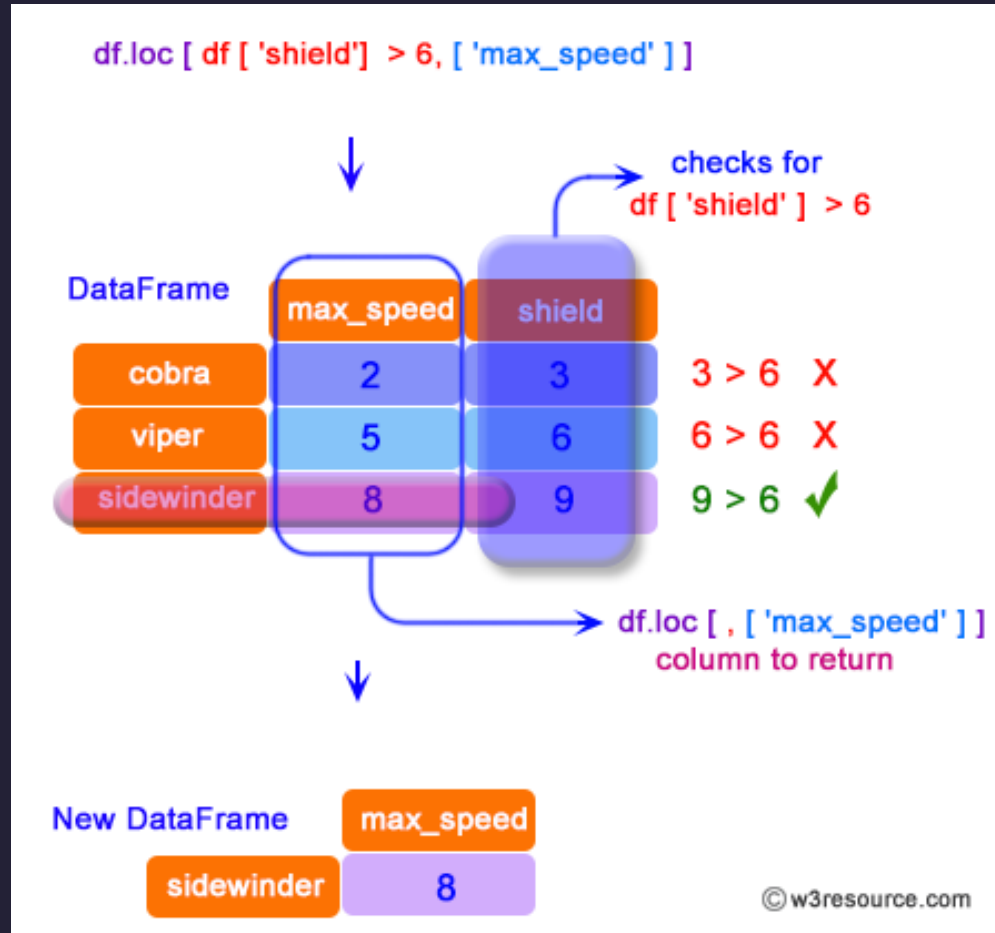 df.loc [ df [ 'shield'] > 6, [ 'max_speed' ] ]
checks for
df [ 'shield' ] > 6
DataFrame
max_speed shield
cobra 2 3 3 > 6 X
viper 5 6 6 > 6 X
sidewinder 8 9 9 > 6 ✓
df.loc [ , [ 'max_speed' ] ]
column to return
New DataFrame max_speed
sidewinder 8
© w3resource.com